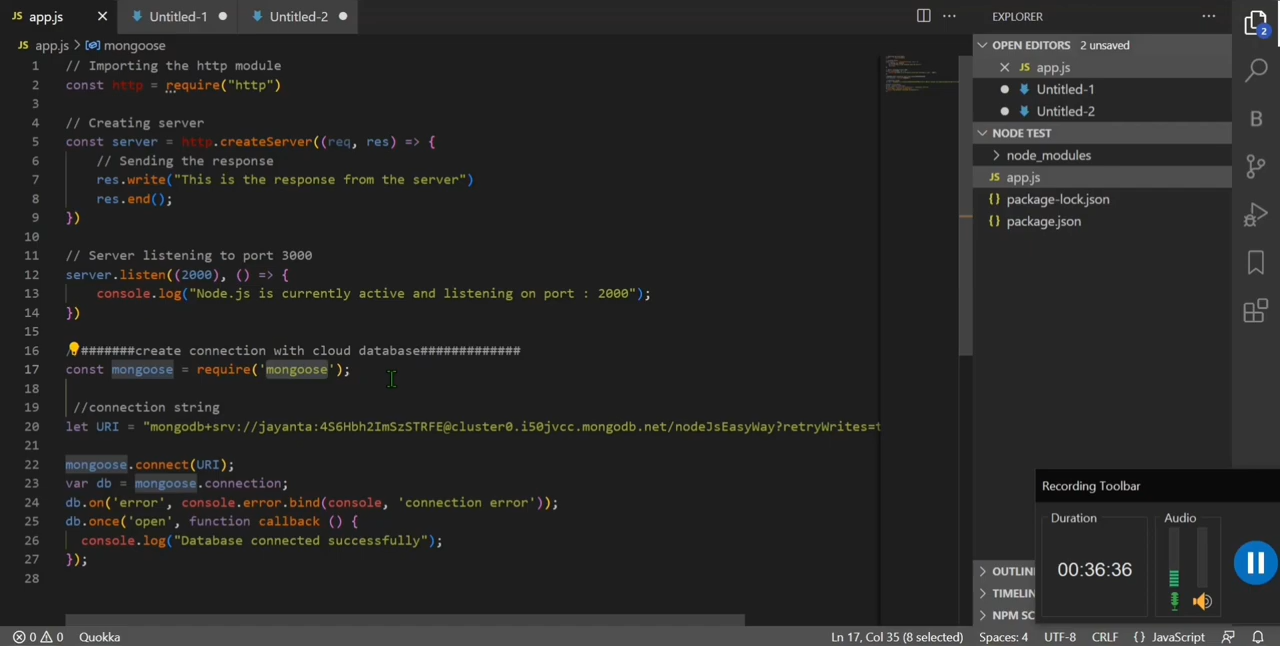 JS app.js
Untitled-1
Untitled-2
JS app.js > mongoose
1 // Importing the http module
2 const http = require("http")
3
4 // Creating server
5 const server = http.createServer((req, res) => {
6 // Sending the response
7 res.write("This is the response from the server")
8 res.end();
9 })
10
11 // Server listening to port 3000
12 server.listen((2000), () => {
13 console.log("Node.js is currently active and listening on port : 2000");
14 })
15
16 /#######create connection with cloud database#############
17 const mongoose = require('mongoose');
18
19 //connection string
20 let URI = "mongodb+srv://jayanta:4S6Hbh2ImSzSTRFE@cluster0.i50jvcc.mongodb.net/nodeJsEasyWay?retryWrites=t
21
22 mongoose.connect(URI);
23 var db = mongoose.connection;
24 db.on('error', console.error.bind(console, 'connection error'));
25 db.once('open', function callback () {
26 console.log("Database connected successfully");
27 });
28
EXPLORER
OPEN EDITORS 2 unsaved
JS app.js
Untitled-1
Untitled-2
NODE TEST
node_modules
JS app.js
{} package-lock.json
{} package.json
OUTLIN
TIMELIN
NPM SC
2
B
Recording Toolbar
Duration
Audio
00:36:36
0 0 Quokka
Ln 17, Col 35 (8 selected) Spaces: 4 UTF-8 CRLF {} JavaScript